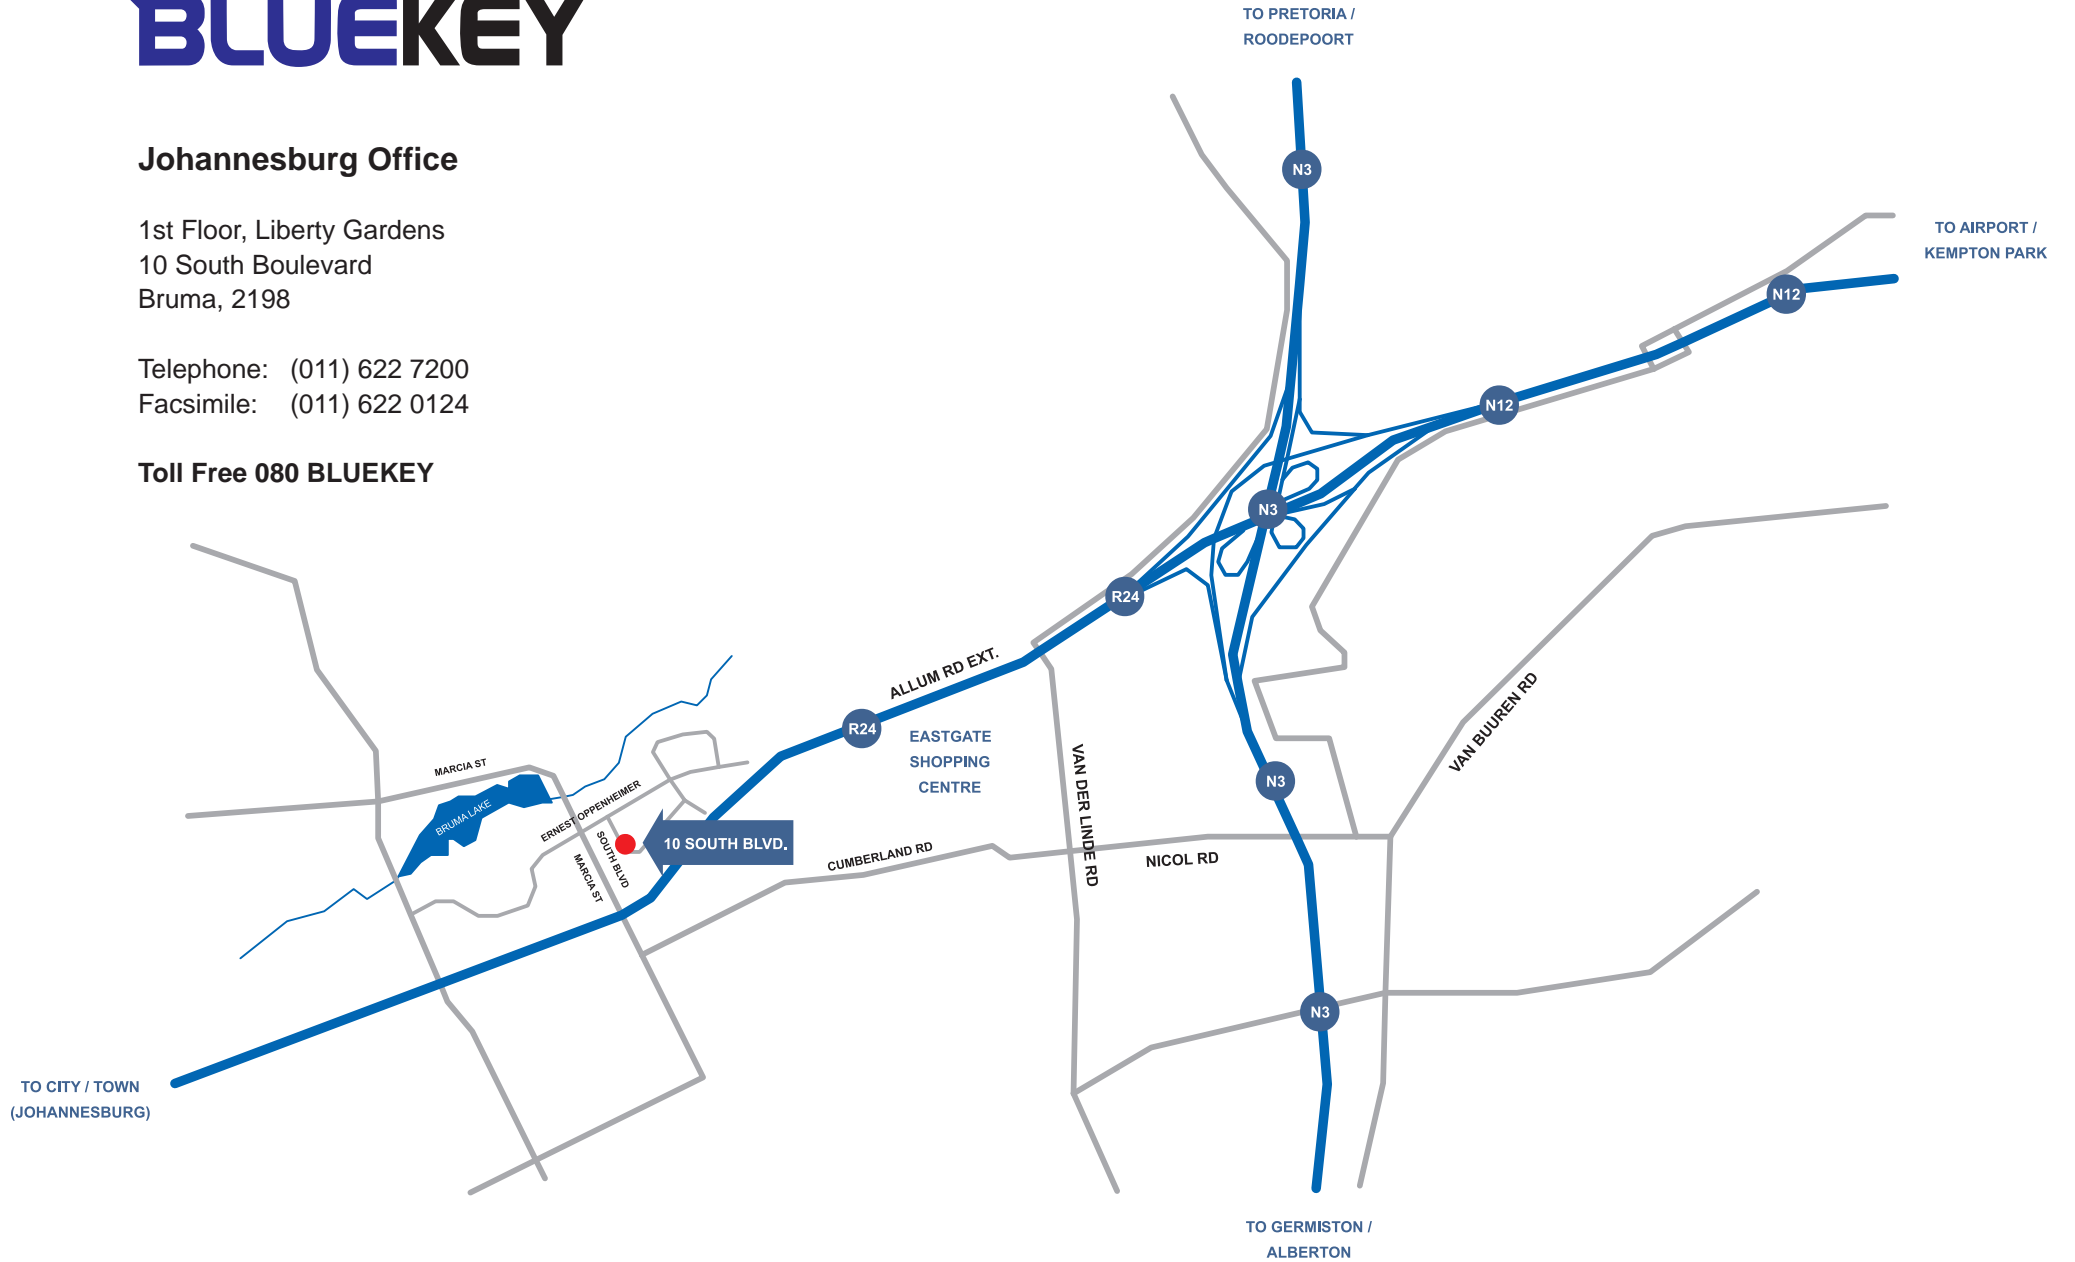 BLUEKEY
Johannesburg Office
1st Floor, Liberty Gardens
10 South Boulevard
Bruma, 2198
Telephone: (011) 622 7200
Facsimile: (011) 622 0124
Toll Free 080 BLUEKEY
TO PRETORIA /
ROODEPOORT
N3
TO AIRPORT /
KEMPTON PARK
N12
N12
N3
R24
ALLUM RD EXT.
R24
EASTGATE
SHOPPING
CENTRE
VAN BUUREN RD
VAN DER LINDE RD
N3
MARCIA ST
BRUMA LAKE
ERNEST OPPENHEIMER
SOUTH BLVD
MARCIA ST
10 SOUTH BLVD.
CUMBERLAND RD
NICOL RD
N3
TO CITY / TOWN
(JOHANNESBURG)
TO GERMISTON /
ALBERTON